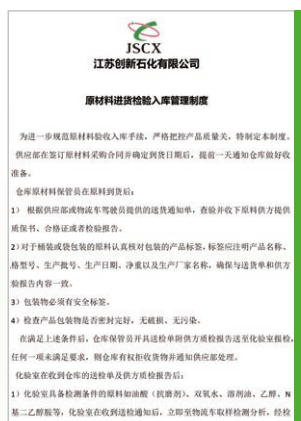 JSCX
江苏创新石化有限公司
原材料进货检验入库管理制度
为进一步规范原材料验收入库手续，严格把控产品质量关，特制定本制度。
供应部在签订原材料采购合同并确定到货日期后，提前一天通知仓库做好收
准备。
仓库原材料保管员在原料到货后：
1） 根据供应部或物流车驾驶员提供的送货通知单，查验并收下原料供方提供
质保书、合格证或者检验报告。
2）对于桶装或袋装的原料认真核对包装的产品标签，标签应注明产品名称、
格型号、生产批号、生产日期、净重以及生产厂家名称，确保与送货单和供方
验报告内容一致。
3）包装物必须有安全标签。
4）检查产品包装物是否密封完好，无破损、无污染。
在满足上述条件后，仓库保管员开具送检单附供方质检报告送至化验室报检，
任何一项未满足要求，则仓库有权拒收货物并通知供应部处理。
化验室在收到仓库的送检单及供方质检报告后：
1）化验室具备检测条件的原料如油酸（抗磨剂）、双氧水、溶剂油、乙醇、N
基二乙醇胺等，化验室在收到送检通知后，立即至物流车取样检测分析，经检